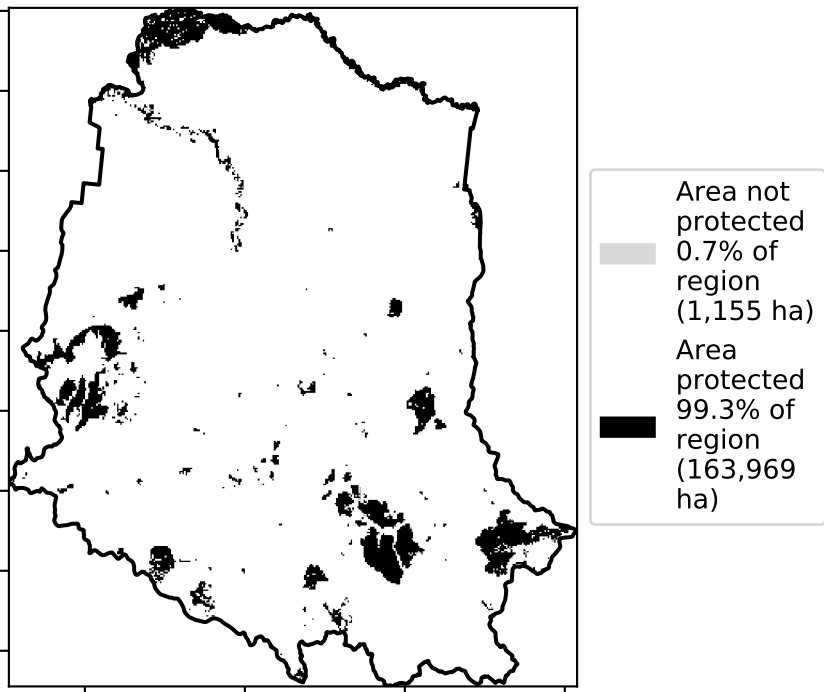 Area not
protected
0.7% of
region
(1,155 ha)
Area
protected
99.3% of
region
(163,969
ha)